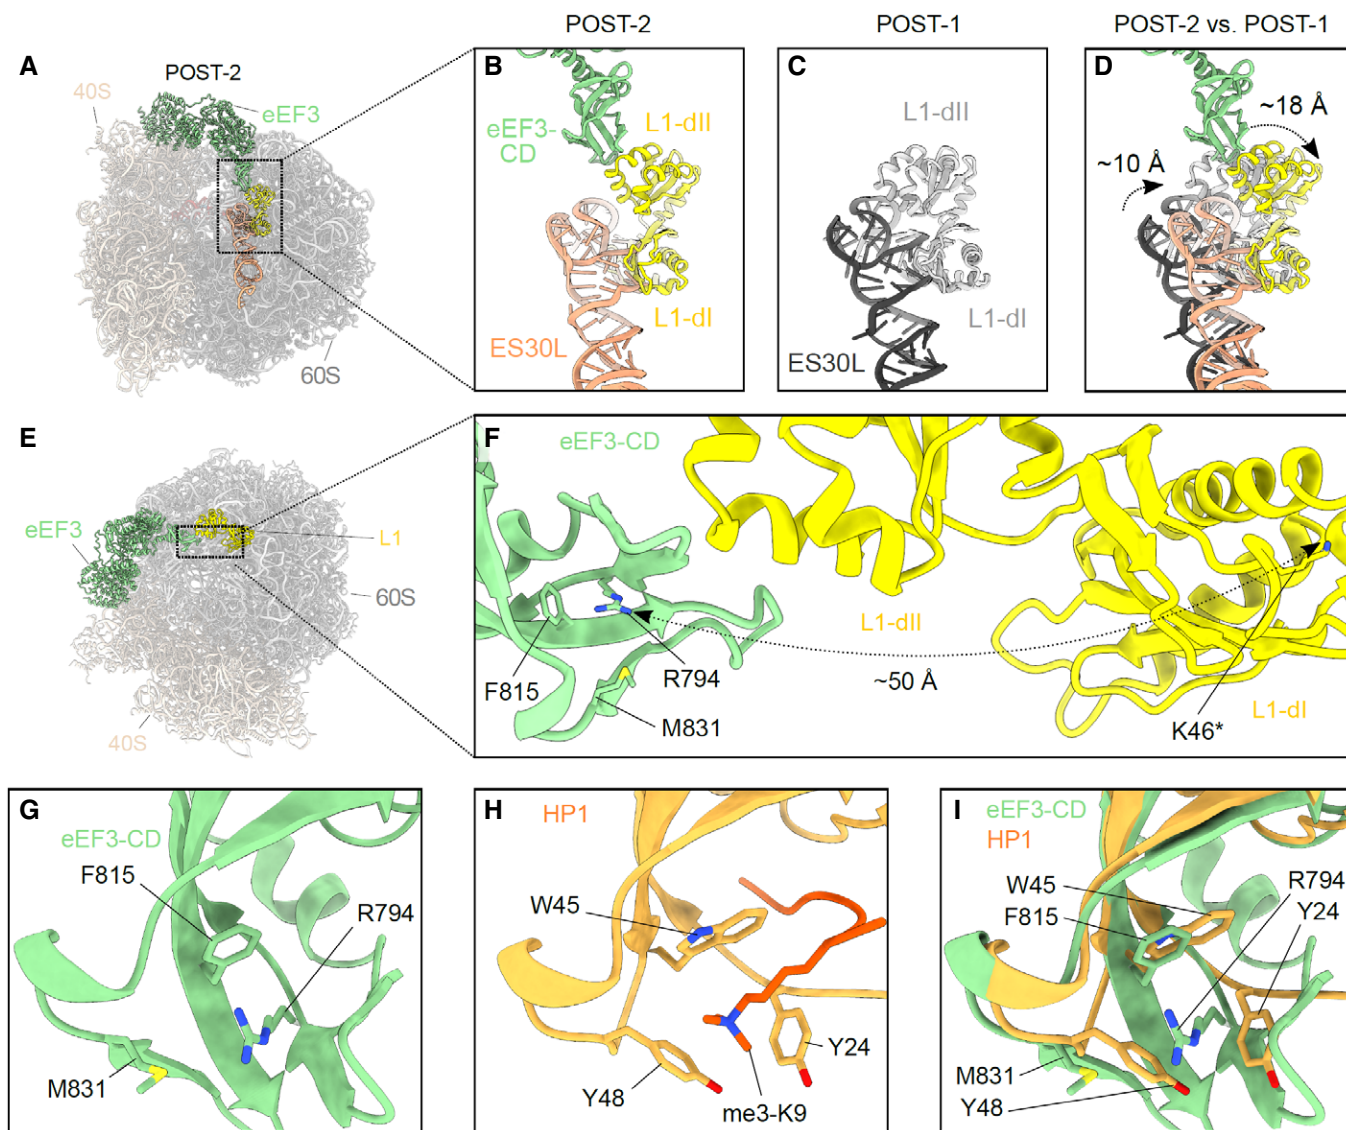 POST-2
POST-1
POST-2 vs. POST-1
A
POST-2
40S
eEF3
60S
B
eEF3-
CD
L1-dII
L1-dI
ES30L
C
L1-dII
L1-dI
ES30L
D
~18 Å
~10 Å
E
eEF3
L1
60S
40S
F
eEF3-CD
L1-dII
F815
R794
M831
~50 Å
K46*
L1-dI
G
eEF3-CD
F815
R794
M831
H
HP1
W45
Y24
Y48
me3-K9
I
eEF3-CD
HP1
W45
F815
R794
Y24
M831
Y48